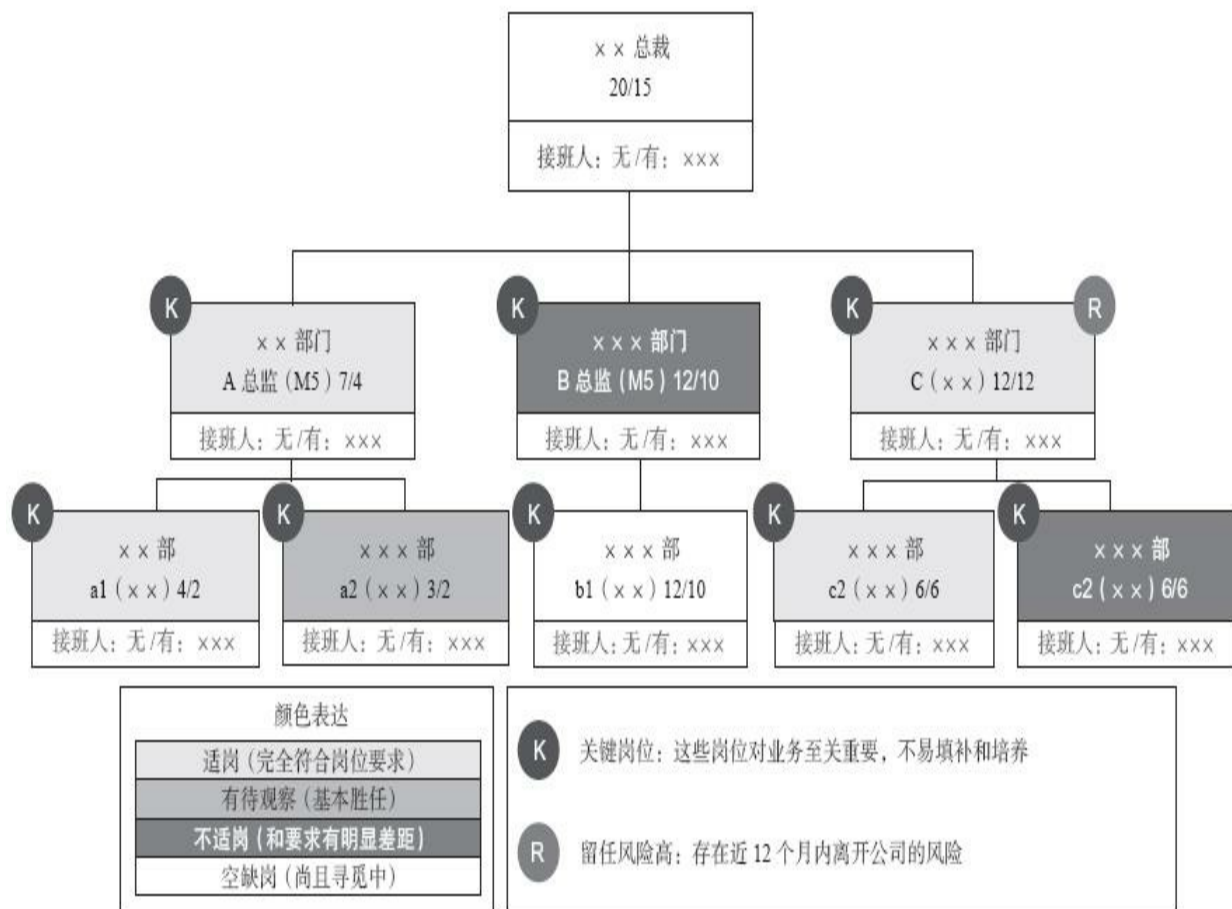 ×× 总裁
20/15
接班人：无/有：×××
K
K
K
R
×× 部门
A 总监（M5）7/4
接班人：无/有：×××
××× 部门
B 总监（M5）12/10
接班人：无/有：×××
××× 部门
C（××）12/12
接班人：无/有：×××
K
K
K
K
K
×× 部
a1（××）4/2
接班人：无/有：×××
××× 部
a2（××）3/2
接班人：无/有：×××
××× 部
b1（××）12/10
接班人：无/有：×××
××× 部
c2（××）6/6
接班人：无/有：×××
××× 部
c2（××）6/6
接班人：无/有：×××
颜色表达
适岗（完全符合岗位要求）
有待观察（基本胜任）
不适岗（和要求有明显差距）
空缺岗（尚且寻觅中）
K 关键岗位：这些岗位对业务至关重要，不易填补和培养
R 留任风险高：存在近 12 个月内离开公司的风险